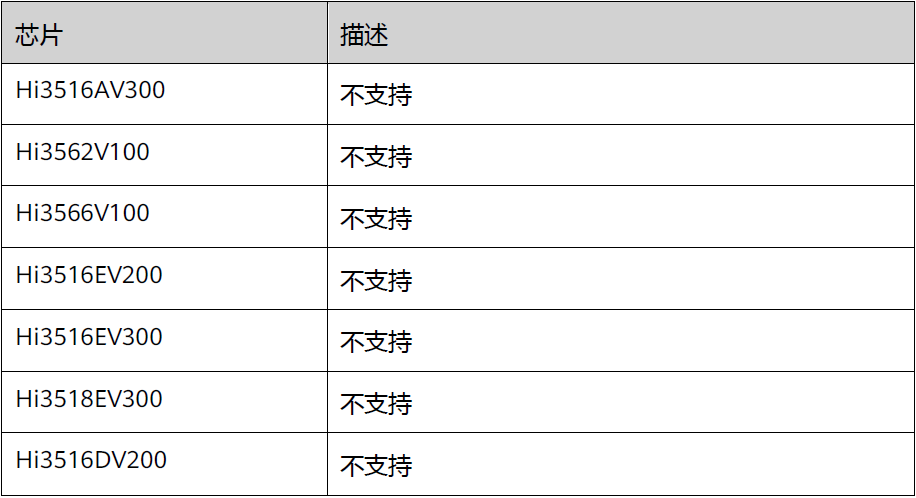 芯片 描述
Hi3516AV300 不支持
Hi3562V100 不支持
Hi3566V100 不支持
Hi3516EV200 不支持
Hi3516EV300 不支持
Hi3518EV300 不支持
Hi3516DV200 不支持